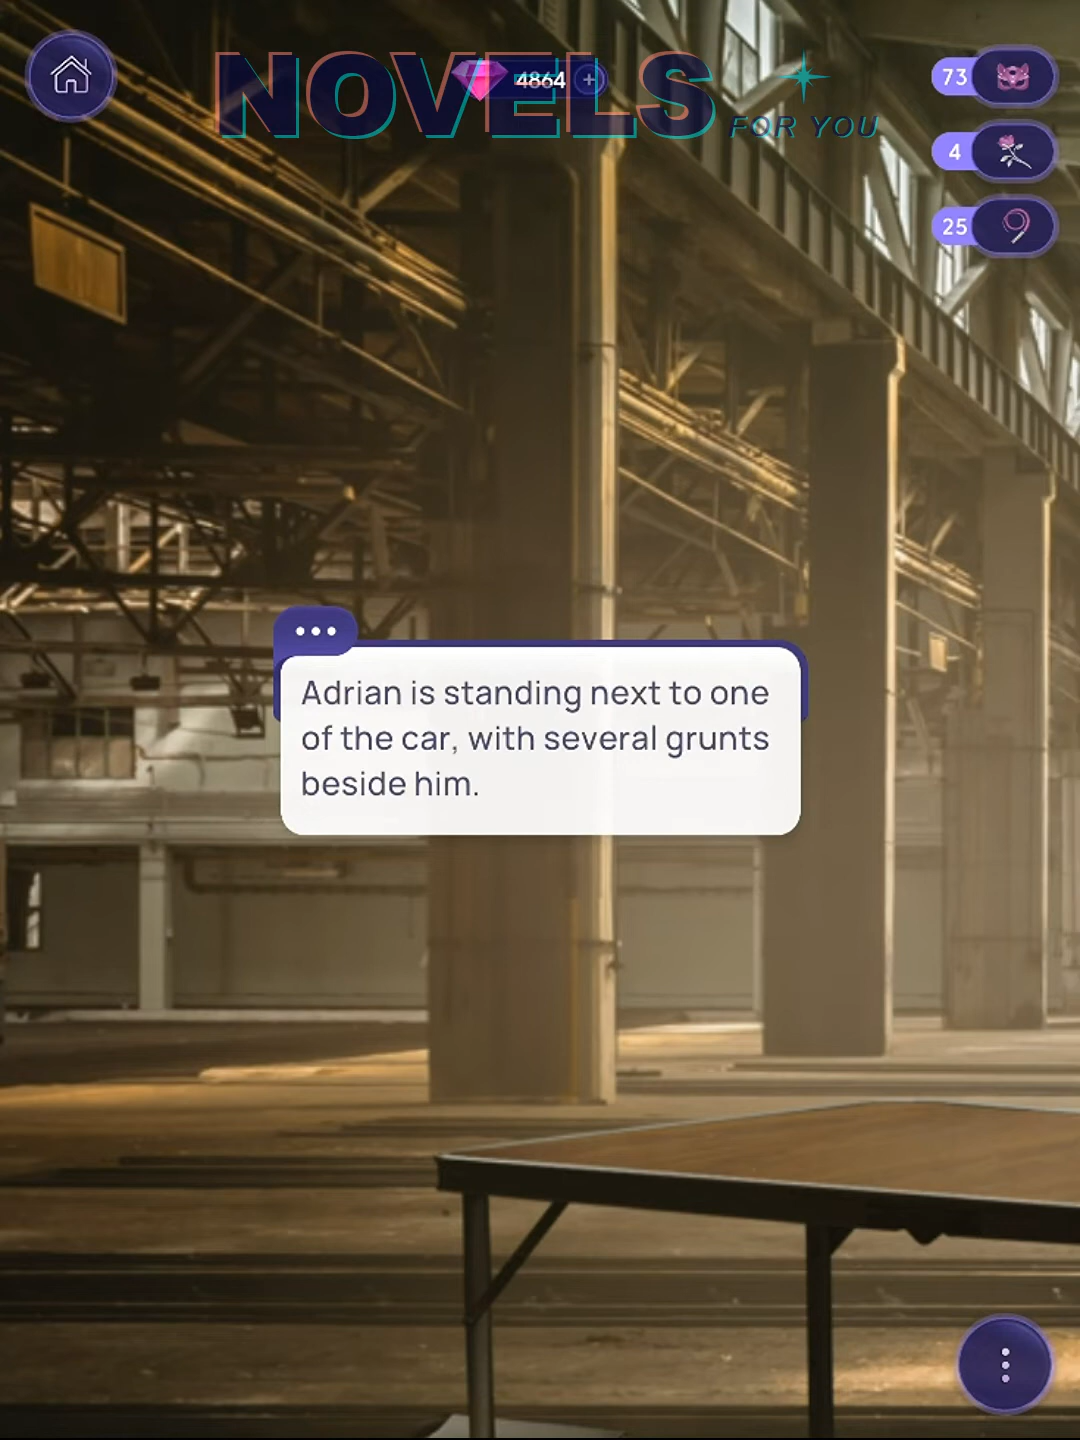 NOVELS
FOR YOU
4864
73
4
25
Adrian is standing next to one
of the car, with several grunts
beside him.